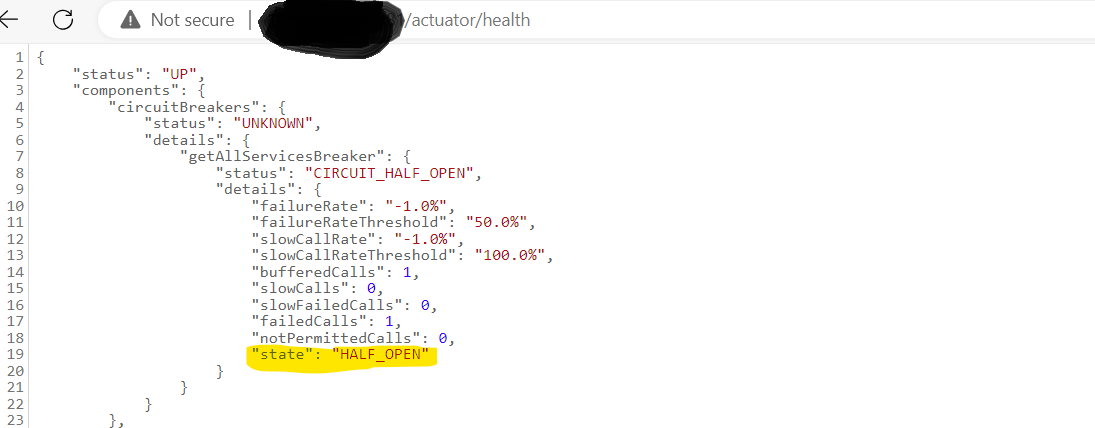 Not secure | /actuator/health
1 {
2 "status": "UP",
3 "components": {
4 "circuitBreakers": {
5 "status": "UNKNOWN",
6 "details": {
7 "getAllServicesBreaker": {
8 "status": "CIRCUIT_HALF_OPEN",
9 "details": {
10 "failureRate": "-1.0%",
11 "failureRateThreshold": "50.0%",
12 "slowCallRate": "-1.0%",
13 "slowCallRateThreshold": "100.0%",
14 "bufferedCalls": 1,
15 "slowCalls": 0,
16 "slowFailedCalls": 0,
17 "failedCalls": 1,
18 "notPermittedCalls": 0,
19 "state": "HALF_OPEN"
20 }
21 }
22 }
23 },